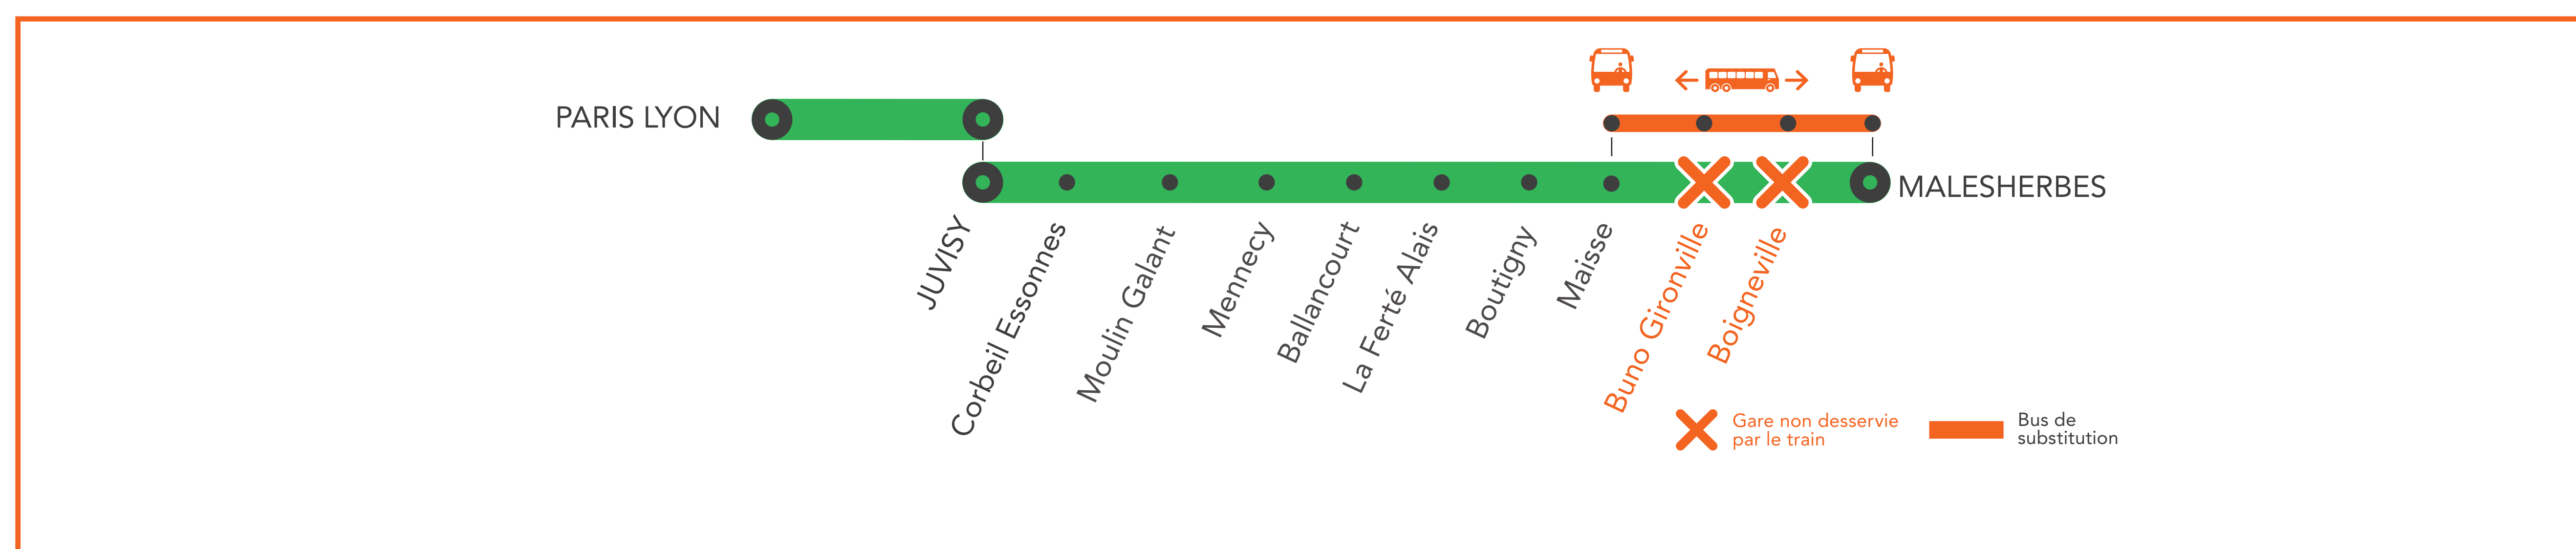 PARIS LYON
MALESHERBES
JUVISY
Corbeil Essonnes
Moulin Galant
Mennecy
Ballancourt
La Ferté Alais
Boutigny
Maisse
Buno Gironville
Boigneville
Gare non desservie
par le train
Bus de
substitution